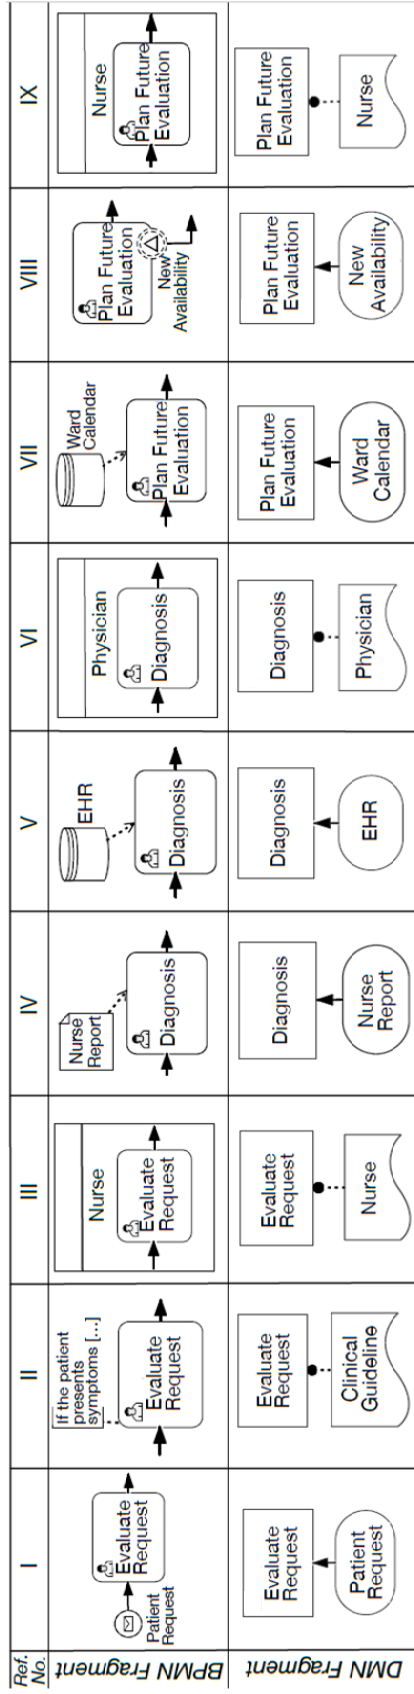 Ref.
No.
I
II
III
IV
V
VI
VII
VIII
IX
BPMN Fragment
Evaluate
Request
Patient
Request
If the patient
presents
symptoms [...]
Evaluate
Request
Nurse
Evaluate
Request
Nurse
Report
Diagnosis
EHR
Diagnosis
Physician
Diagnosis
Ward
Calendar
Plan Future
Evaluation
Plan Future
Evaluation
New
Availability
Nurse
Plan Future
Evaluation
DMN Fragment
Evaluate
Request
Patient
Request
Evaluate
Request
Clinical
Guideline
Evaluate
Request
Nurse
Diagnosis
Nurse
Report
Diagnosis
EHR
Diagnosis
Physician
Plan Future
Evaluation
Ward
Calendar
Plan Future
Evaluation
New
Availability
Plan Future
Evaluation
Nurse